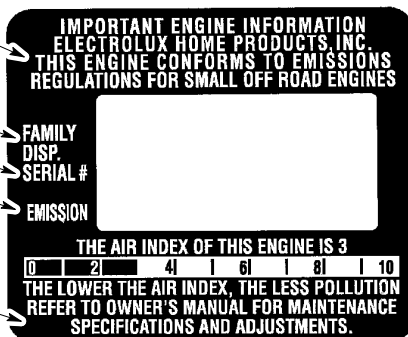 IMPORTANT ENGINE INFORMATION
ELECTROLUX HOME PRODUCTS, INC.
THIS ENGINE CONFORMS TO EMISSIONS
REGULATIONS FOR SMALL OFF ROAD ENGINES
FAMILY
DISP.
SERIAL #
EMISSION
THE AIR INDEX OF THIS ENGINE IS 3
0 2 4 6 8 10
THE LOWER THE AIR INDEX, THE LESS POLLUTION
REFER TO OWNER'S MANUAL FOR MAINTENANCE
SPECIFICATIONS AND ADJUSTMENTS.